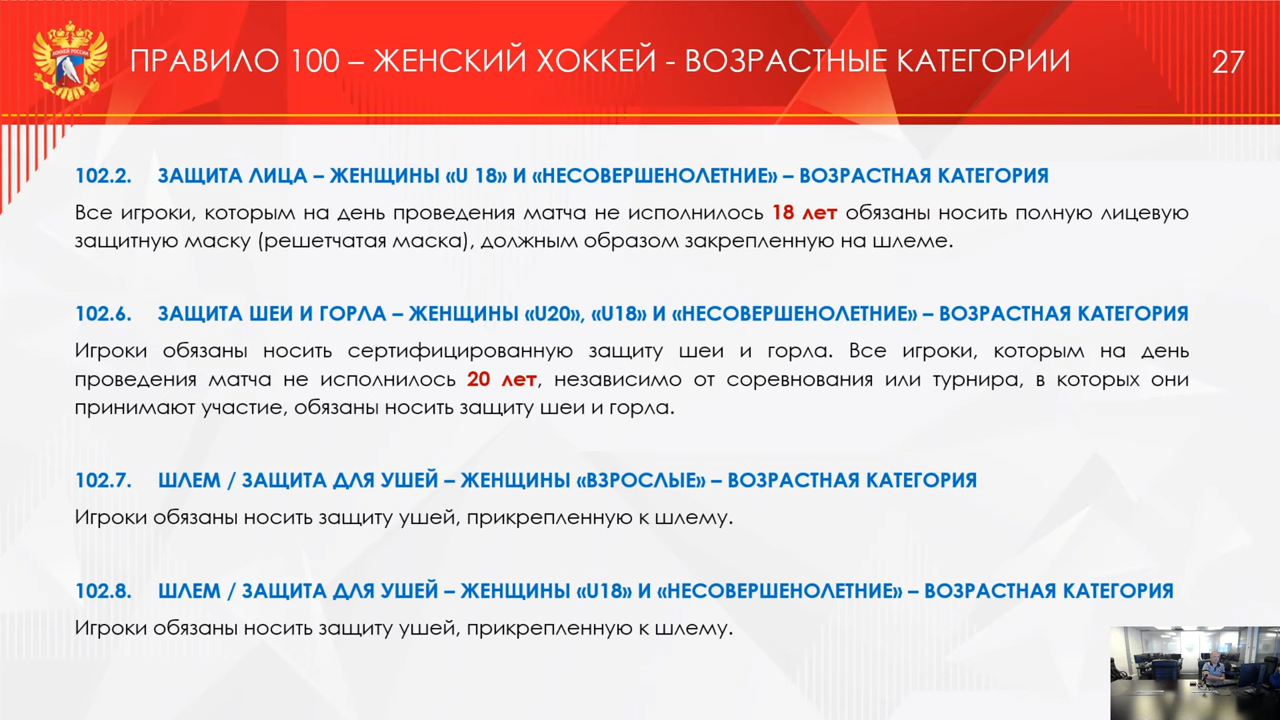 ПРАВИЛО 100 – ЖЕНСКИЙ ХОККЕЙ - ВОЗРАСТНЫЕ КАТЕГОРИИ
27
ХОККЕЙ РОССИИ
102.2. ЗАЩИТА ЛИЦА – ЖЕНЩИНЫ «U 18» И «НЕСОВЕРШЕНОЛЕТНИЕ» – ВОЗРАСТНАЯ КАТЕГОРИЯ
Все игроки, которым на день проведения матча не исполнилось 18 лет обязаны носить полную лицевую
защитную маску (решетчатая маска), должным образом закрепленную на шлеме.
102.6. ЗАЩИТА ШЕИ И ГОРЛА – ЖЕНЩИНЫ «U20», «U18» И «НЕСОВЕРШЕНОЛЕТНИЕ» – ВОЗРАСТНАЯ КАТЕГОРИЯ
Игроки обязаны носить сертифицированную защиту шеи и горла. Все игроки, которым на день
проведения матча не исполнилось 20 лет, независимо от соревнования или турнира, в которых они
принимают участие, обязаны носить защиту шеи и горла.
102.7. ШЛЕМ / ЗАЩИТА ДЛЯ УШЕЙ – ЖЕНЩИНЫ «ВЗРОСЛЫЕ» – ВОЗРАСТНАЯ КАТЕГОРИЯ
Игроки обязаны носить защиту ушей, прикрепленную к шлему.
102.8. ШЛЕМ / ЗАЩИТА ДЛЯ УШЕЙ – ЖЕНЩИНЫ «U18» И «НЕСОВЕРШЕНОЛЕТНИЕ» – ВОЗРАСТНАЯ КАТЕГОРИЯ
Игроки обязаны носить защиту ушей, прикрепленную к шлему.